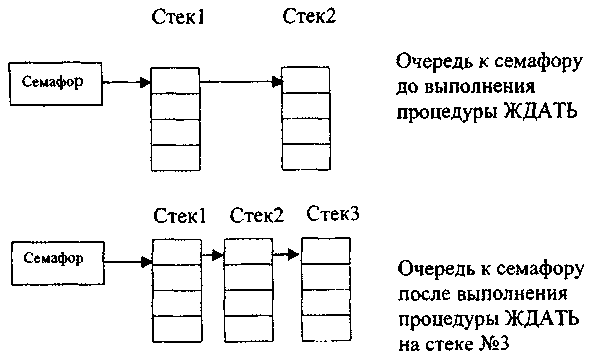 Стек1 Стек2
Семафор
Очередь к семафору
до выполнения
процедуры ЖДАТЬ
Стек1 Стек2 Стек3
Семафор
Очередь к семафору
после выполнения
процедуры ЖДАТЬ
на стеке №3